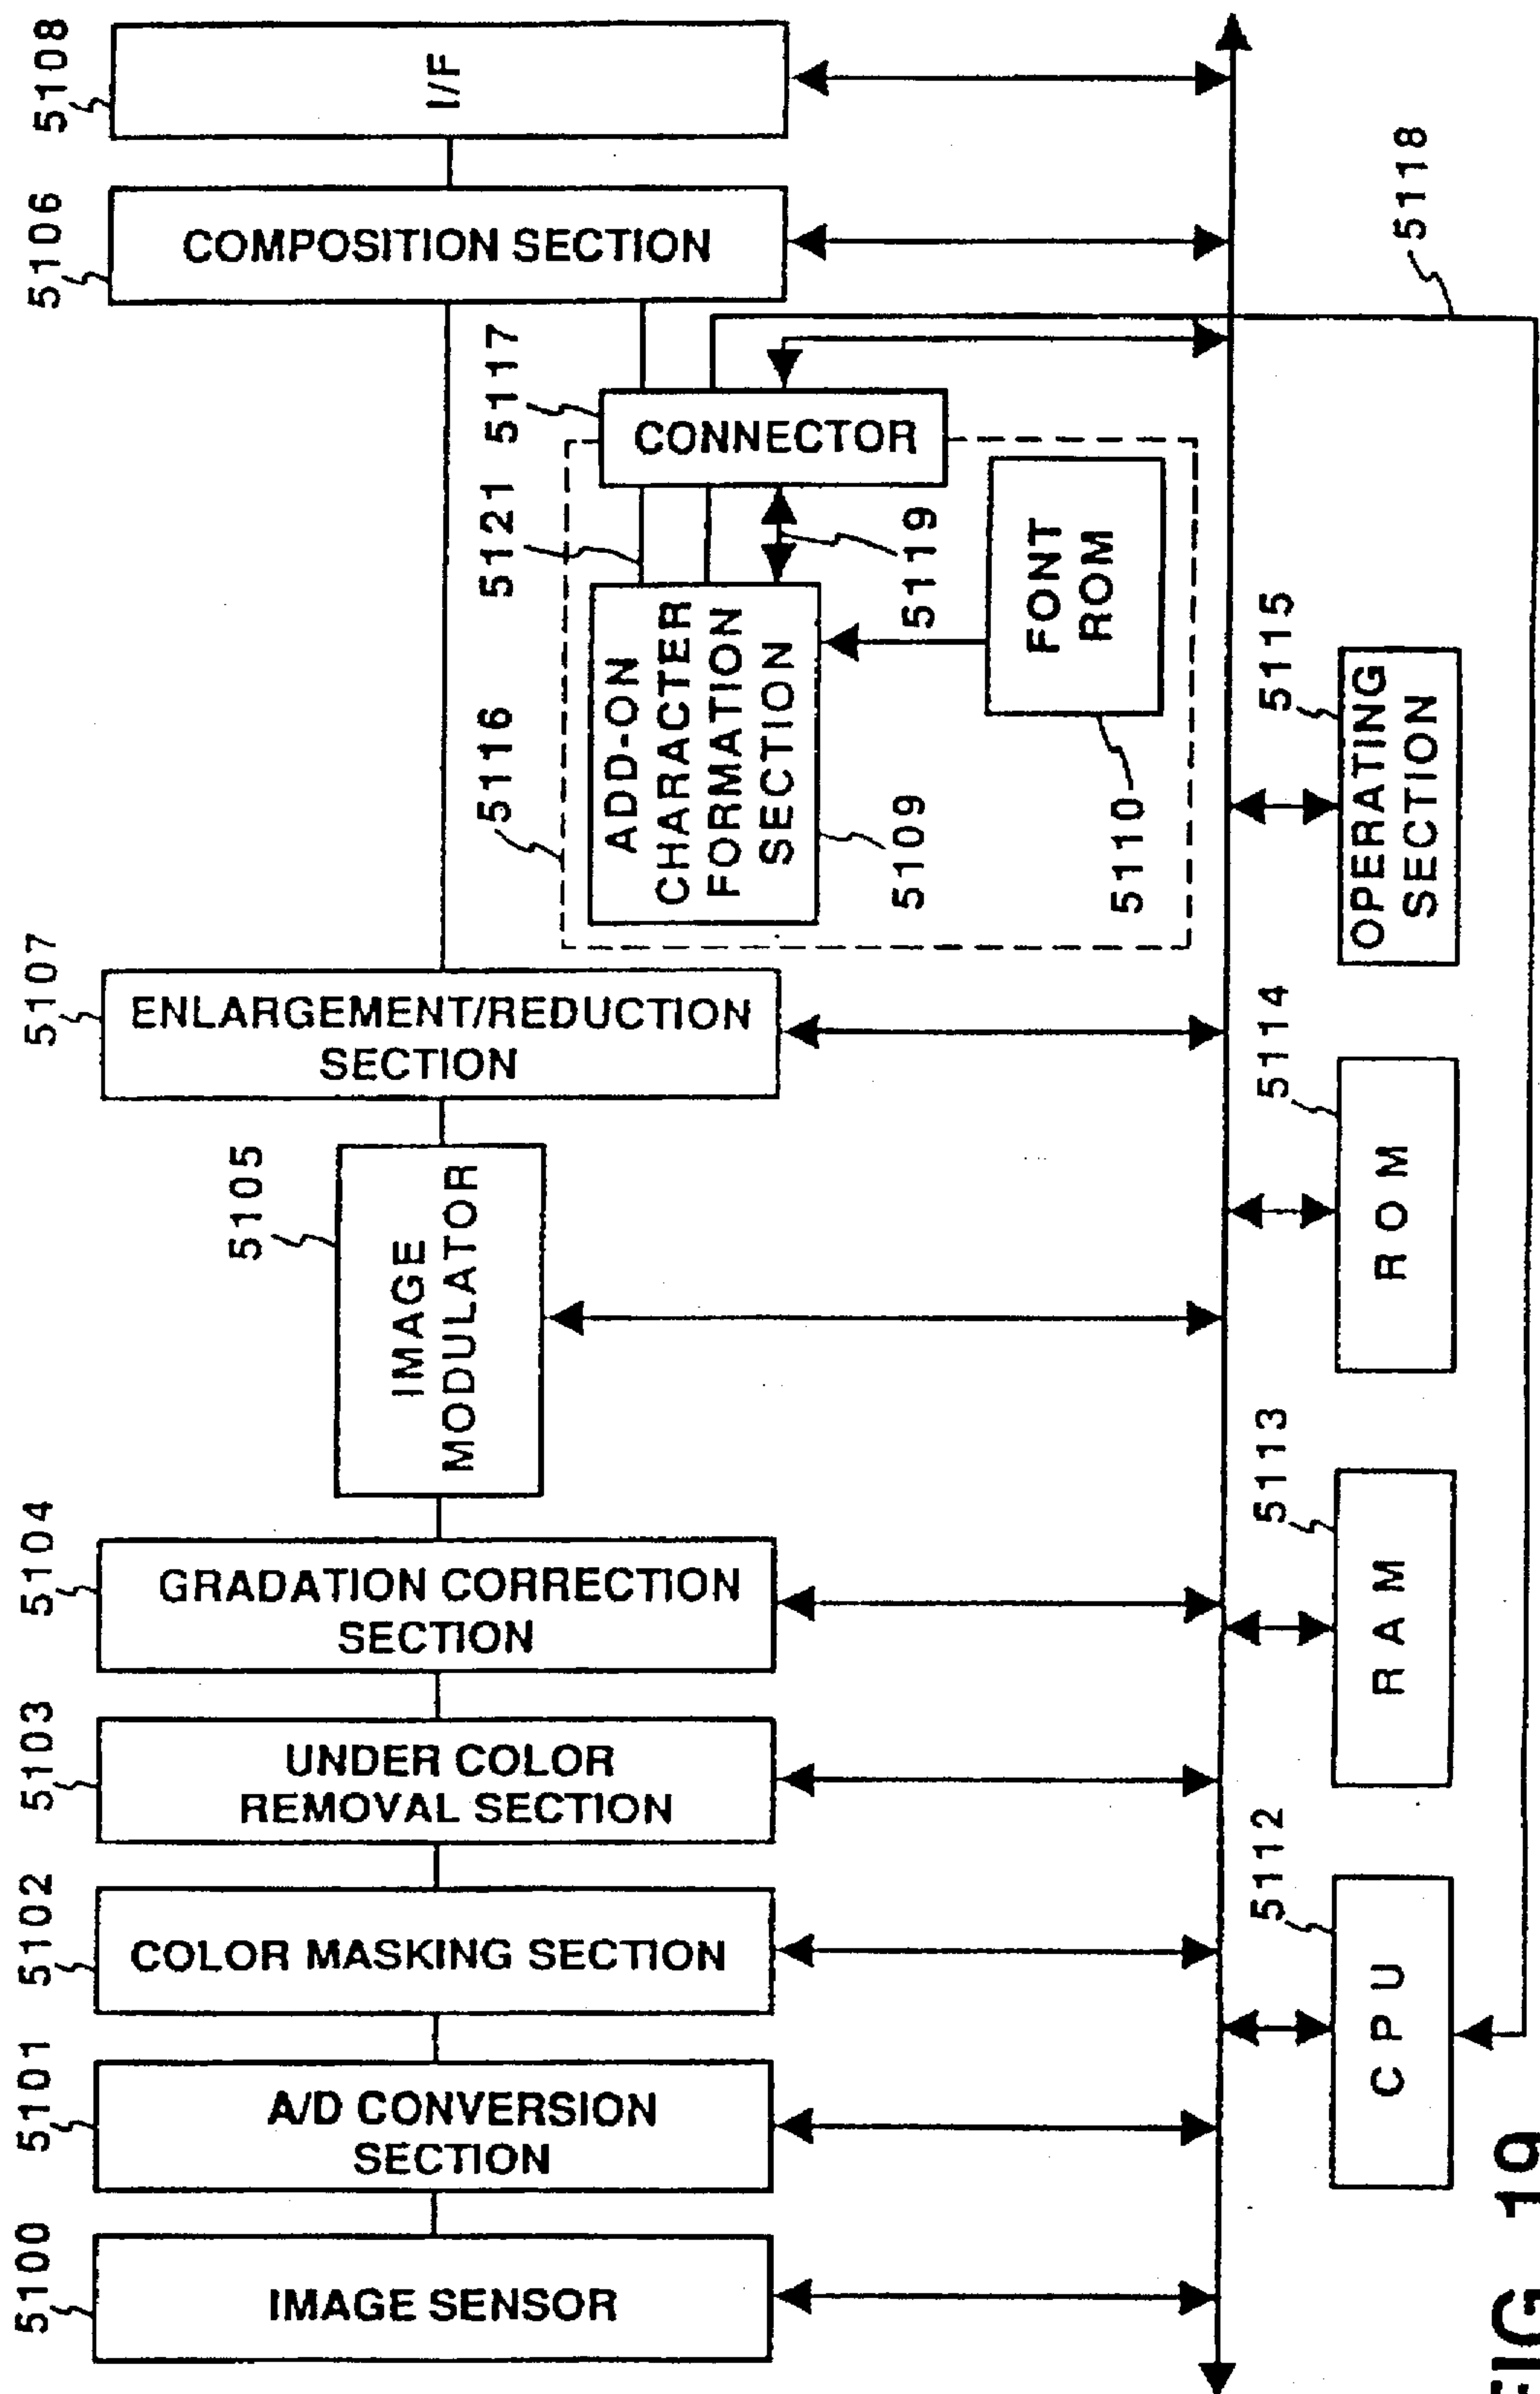 5108
I/F
5106
COMPOSITION SECTION
5118
5117
CONNECTOR
5121
5119
FONT
ROM
5116
ADD-ON
CHARACTER
FORMATION
SECTION
5109
5110
5115
OPERATING
SECTION
5107
ENLARGEMENT/REDUCTION
SECTION
5114
ROM
5105
IMAGE
MODULATOR
5104
GRADATION CORRECTION
SECTION
5113
RAM
5103
UNDER COLOR
REMOVAL SECTION
5102
COLOR MASKING SECTION
5112
CPU
5101
A/D CONVERSION
SECTION
5100
IMAGE SENSOR
FIG. 19